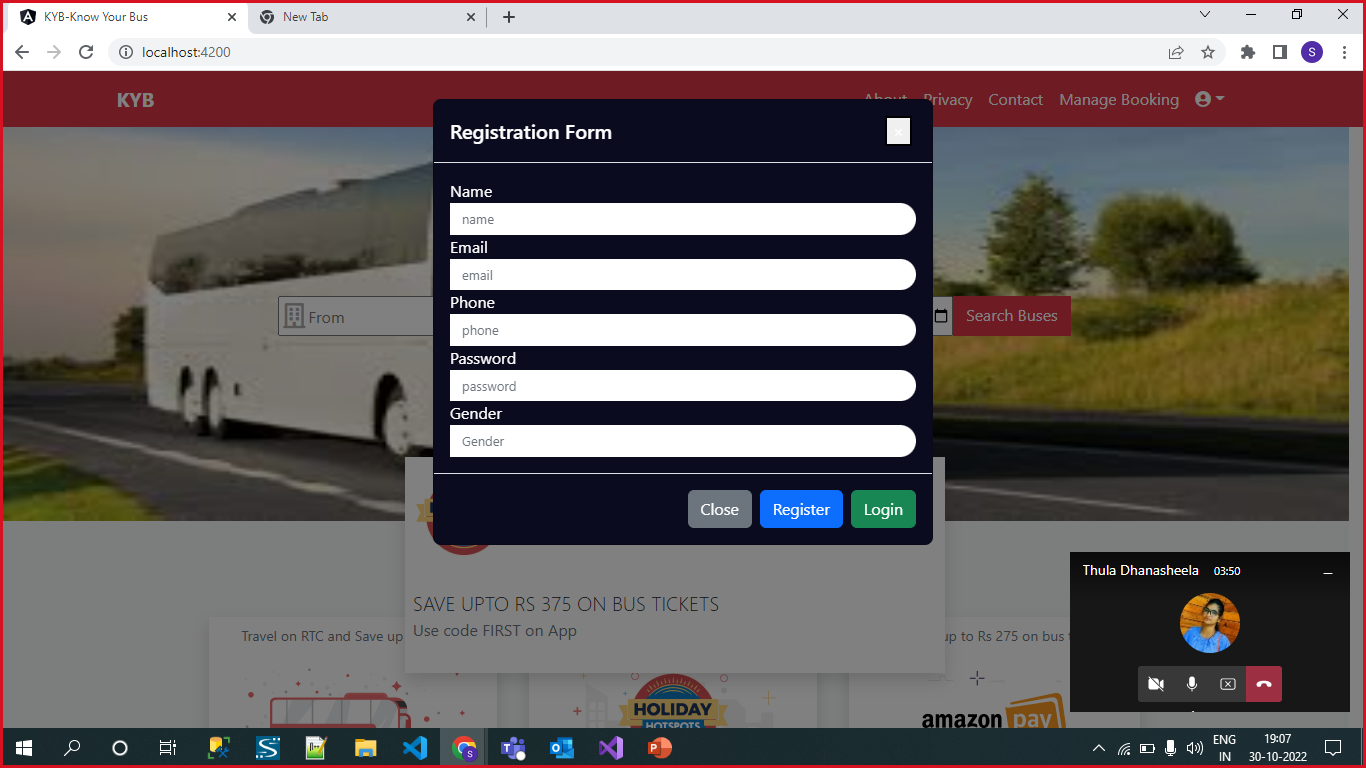 KYB-Know Your Bus
New Tab
localhost:4200
S
KYB
About Privacy Contact Manage Booking
Registration Form
×
Name
name
Email
email
Phone
phone
Password
password
Gender
Gender
Close Register Login
From
Search Buses
SAVE UPTO RS 375 ON BUS TICKETS
Use code FIRST on App
Travel on RTC and Save up
up to Rs 275 on bus
HOLIDAY
HOTSPOTS
amazon pay
Thula Dhanasheela 03:50
ENG
IN
19:07
30-10-2022